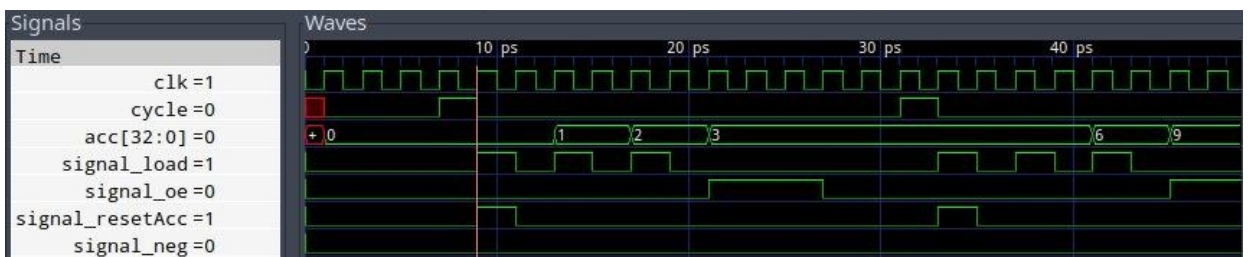 Signals
Waves
Time
0 10 ps 20 ps 30 ps 40 ps
clk =1
cycle =0
acc[32:0] =0
+ 0 1 2 3 6 9
signal_load =1
signal_oe =0
signal_resetAcc =1
signal_neg =0